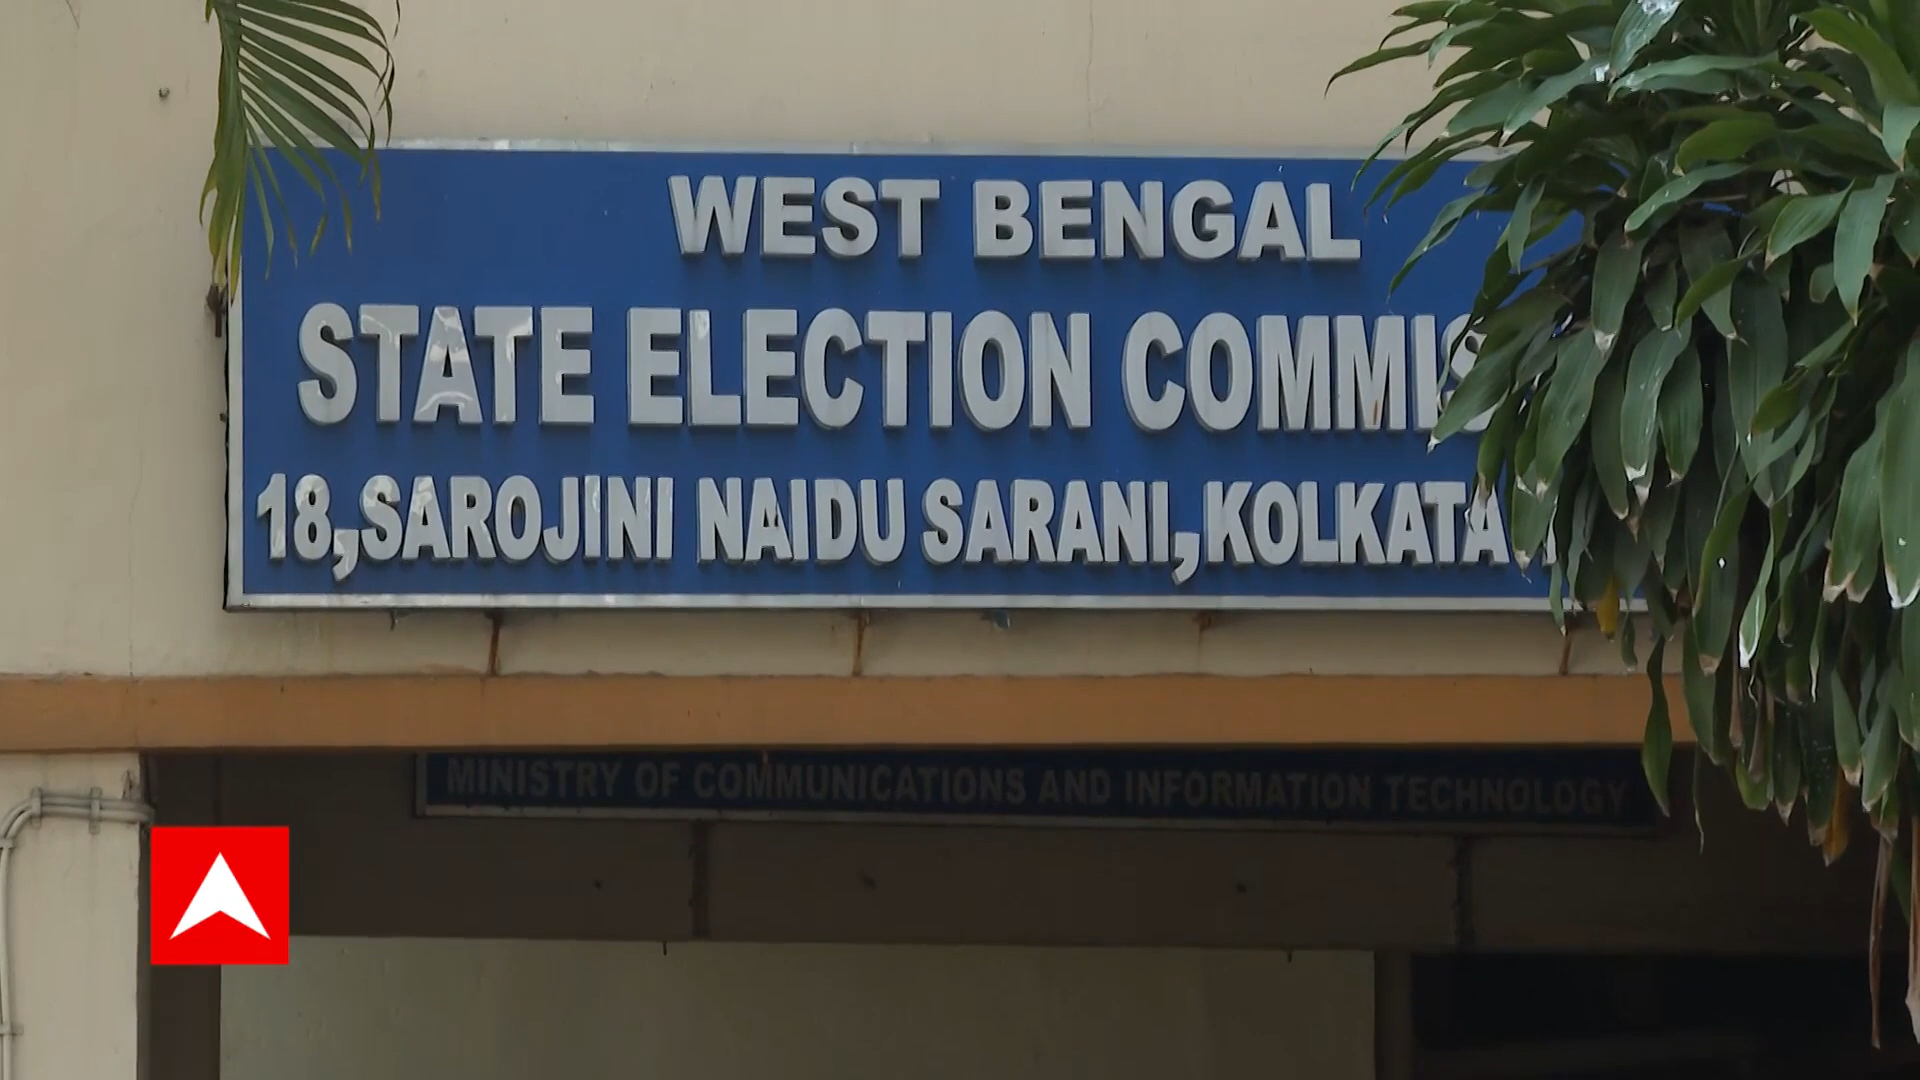 WEST BENGAL
STATE ELECTION COMMIS
18,SAROJINI NAIDU SARANI,KOLKATA
MINISTRY OF COMMUNICATIONS AND INFORMATION TECHNOLOGY